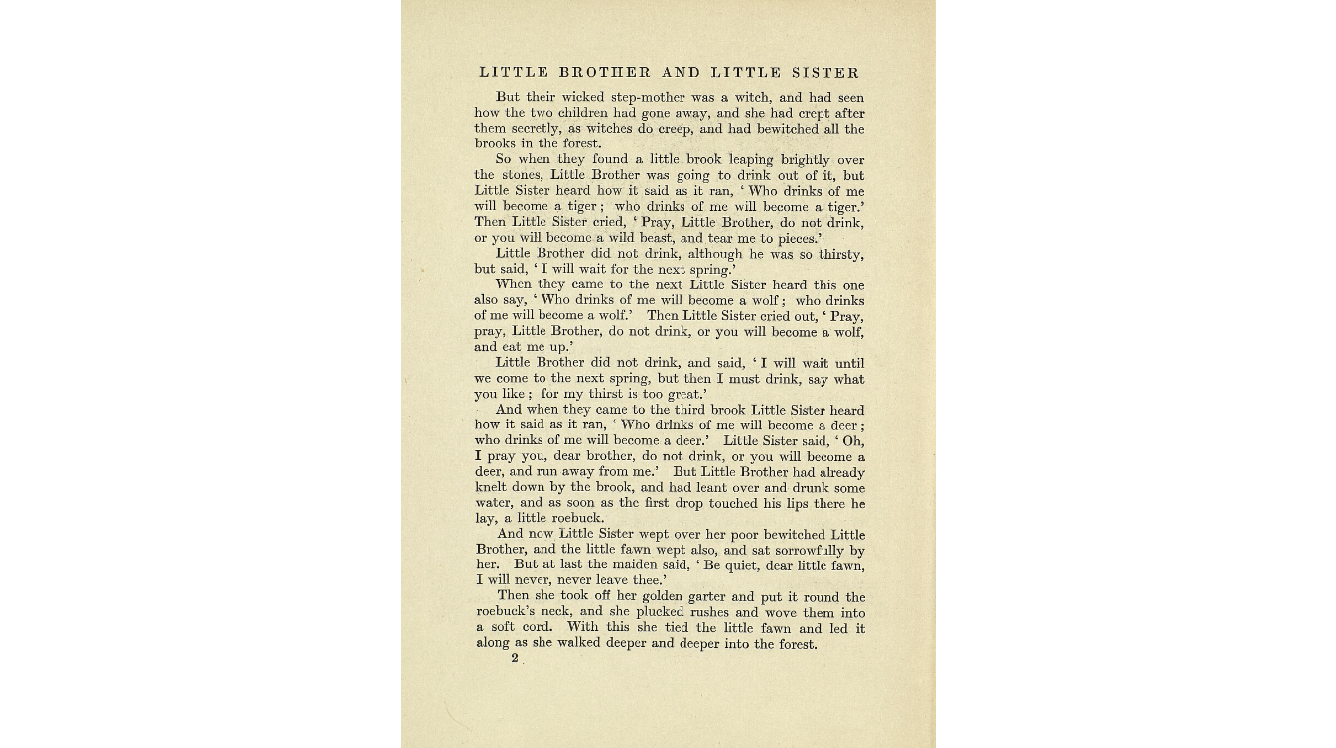 LITTLE BROTHER AND LITTLE SISTER
But their wicked step-mother was a witch, and had seen
how the two children had gone away, and she had crept after
them secretly, as witches do creep, and had bewitched all the
brooks in the forest.
So when they found a little brook leaping brightly over
the stones, Little Brother was going to drink out of it, but
Little Sister heard how it said as it ran, ‘ Who drinks of me
will become a tiger ; who drinks of me will become a tiger.’
Then Little Sister cried, ‘ Pray, Little Brother, do not drink,
or you will become a wild beast, and tear me to pieces.’
Little Brother did not drink, although he was so thirsty,
but said, ‘ I will wait for the next spring.’
When they came to the next Little Sister heard this one
also say, ‘ Who drinks of me will become a wolf ; who drinks
of me will become a wolf.’ Then Little Sister cried out, ‘ Pray,
pray, Little Brother, do not drink, or you will become a wolf,
and eat me up.’
Little Brother did not drink, and said, ‘ I will wait until
we come to the next spring, but then I must drink, say what
you like ; for my thirst is too great.’
And when they came to the third brook Little Sister heard
how it said as it ran, ‘ Who drinks of me will become a deer ;
who drinks of me will become a deer.’ Little Sister said, ‘ Oh,
I pray you, dear brother, do not drink, or you will become a
deer, and run away from me.’ But Little Brother had already
knelt down by the brook, and had leant over and drunk some
water, and as soon as the first drop touched his lips there he
lay, a little roebuck.
And now Little Sister wept over her poor bewitched Little
Brother, and the little fawn wept also, and sat sorrowfully by
her. But at last the maiden said, ‘ Be quiet, dear little fawn,
I will never, never leave thee.’
Then she took off her golden garter and put it round the
roebuck’s neck, and she plucked rushes and wove them into
a soft cord. With this she tied the little fawn and led it
along as she walked deeper and deeper into the forest.
2